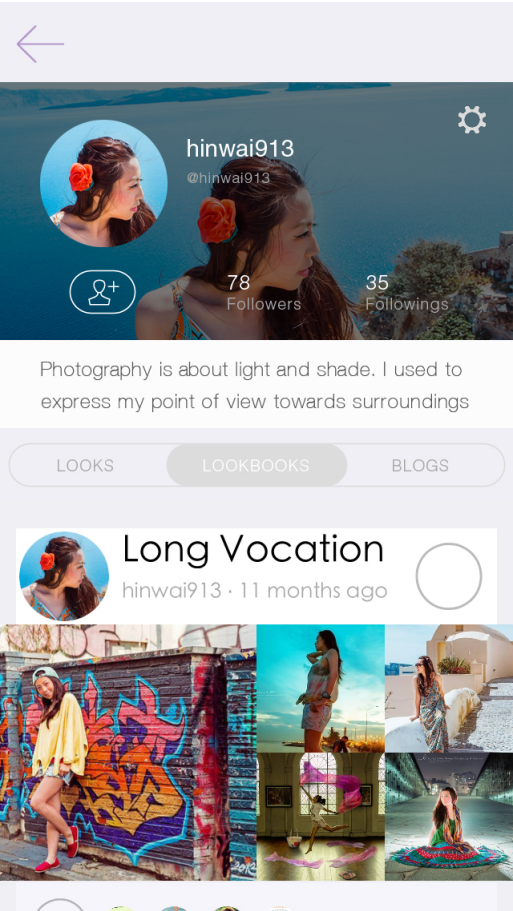 hinwai913
@hinwai913
78
Followers
35
Followings
Photography is about light and shade. I used to
express my point of view towards surroundings
LOOKS
LOOKBOOKS
BLOGS
Long Vocation
hinwai913 · 11 months ago